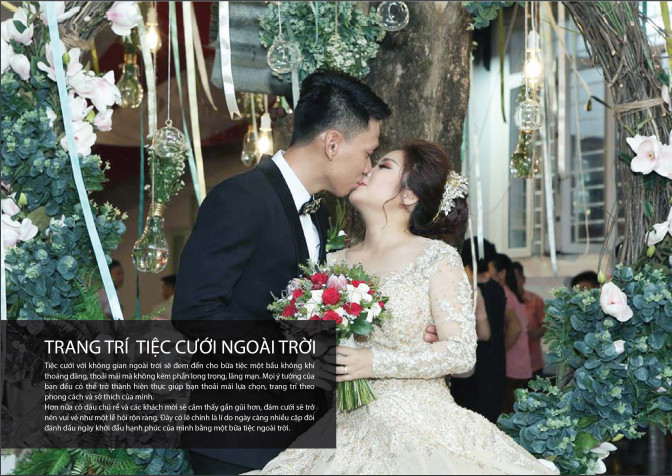 TRANG TRÍ TIỆC CƯỚI NGOÀI TRỜI
Tiệc cưới với không gian ngoài trời sẽ đem đến cho bữa tiệc một bầu không khí
thoáng đãng, thoải mái mà không kém phần long trọng, lãng mạn. Mọi ý tưởng của
bạn đều có thể trở thành hiện thực giúp bạn thoải mái lựa chọn, trang trí theo
phong cách và sở thích của mình.
Hơn nữa cô dâu chú rể và các khách mời sẽ cảm thấy gần gũi hơn, đám cưới sẽ trở
nên vui vẻ như một lễ hội rộn ràng. Đây có lẽ chính là lí do ngày càng nhiều cặp đôi
đánh dấu ngày khởi đầu hạnh phúc của mình bằng một bữa tiệc ngoài trời.